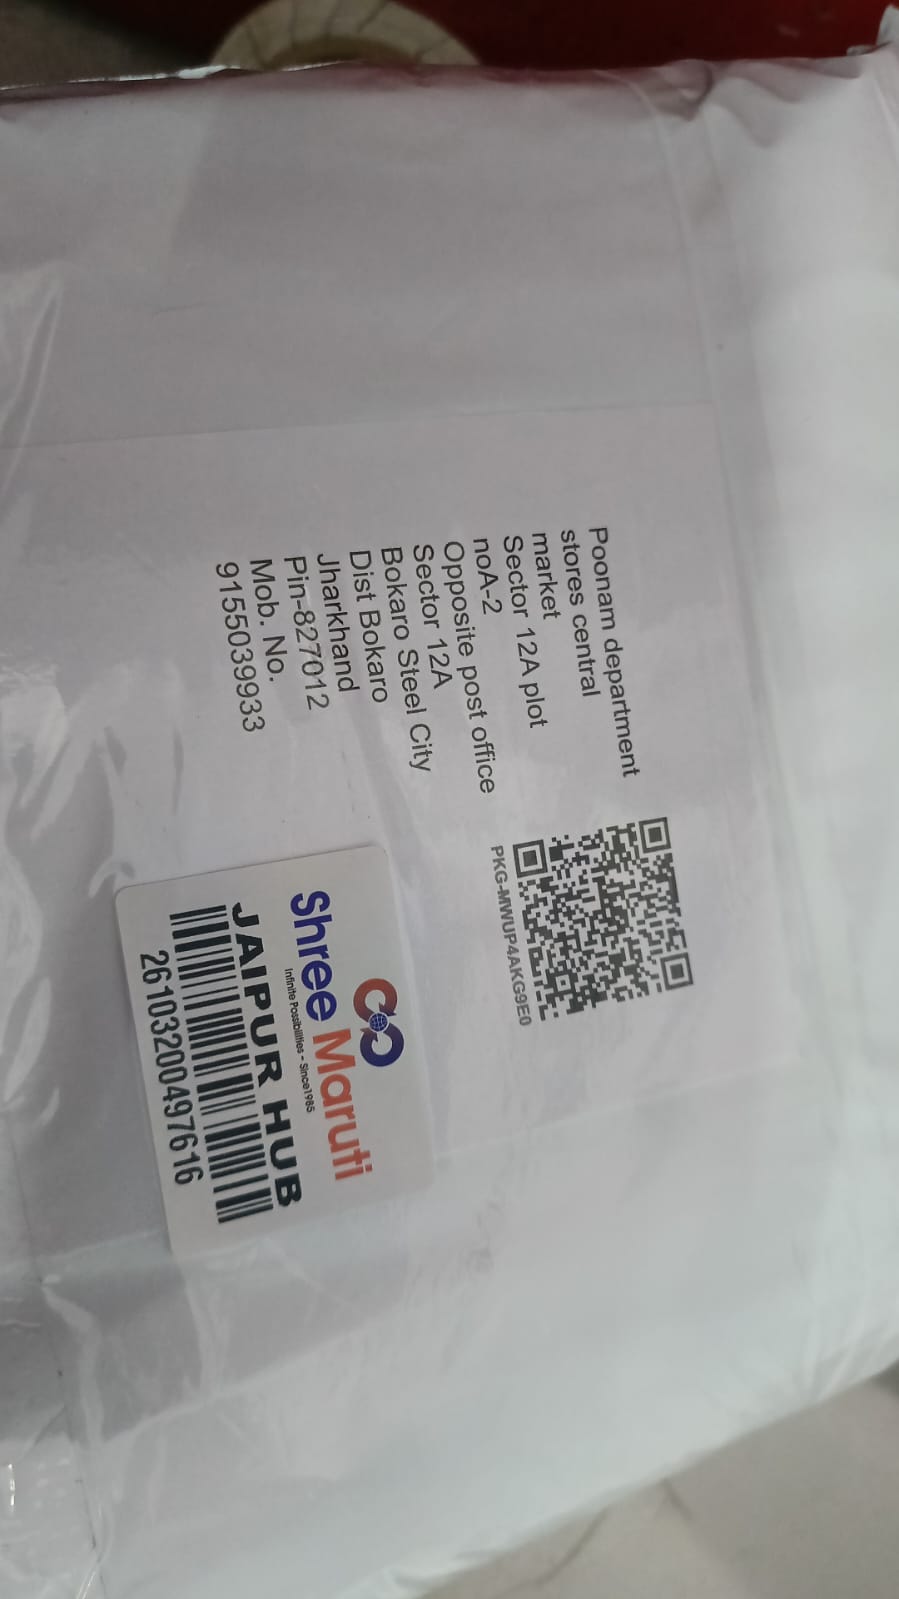 Poonam department
stores central
market
Sector 12A plot
noA-2
Opposite post office
Sector 12A
Bokaro Steel City
Dist Bokaro
Jharkhand
Pin-827012
Mob. No.
9155039933
PKG-MWUP4AKG9E0
Shree Maruti
Infinite Possibilities - Since1985
JAIPUR HUB
26103200497616